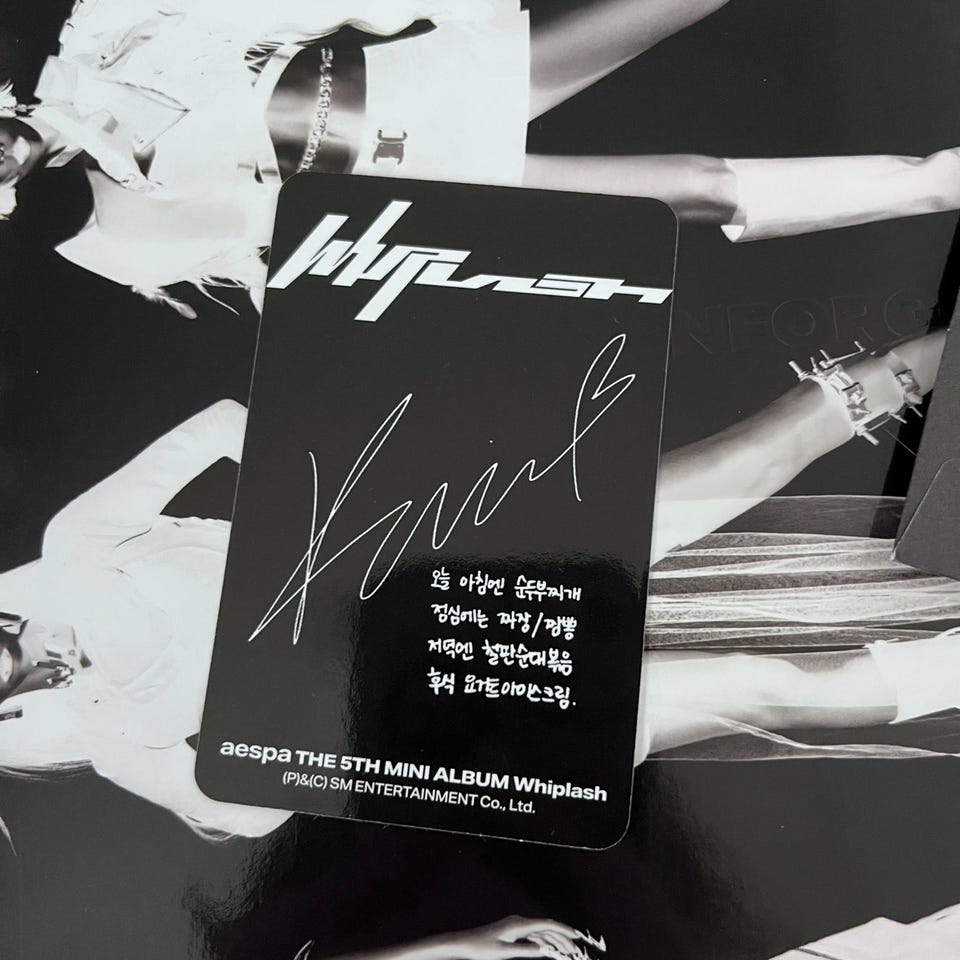 Whiplash
오늘 아침엔 순두부찌개
점심에는 짜장/짬뽕
저녁엔 철판순대볶음
후식 요거트아이스크림.
aespa THE 5TH MINI ALBUM Whiplash
(P)&(C) SM ENTERTAINMENT Co., Ltd.
NFORG